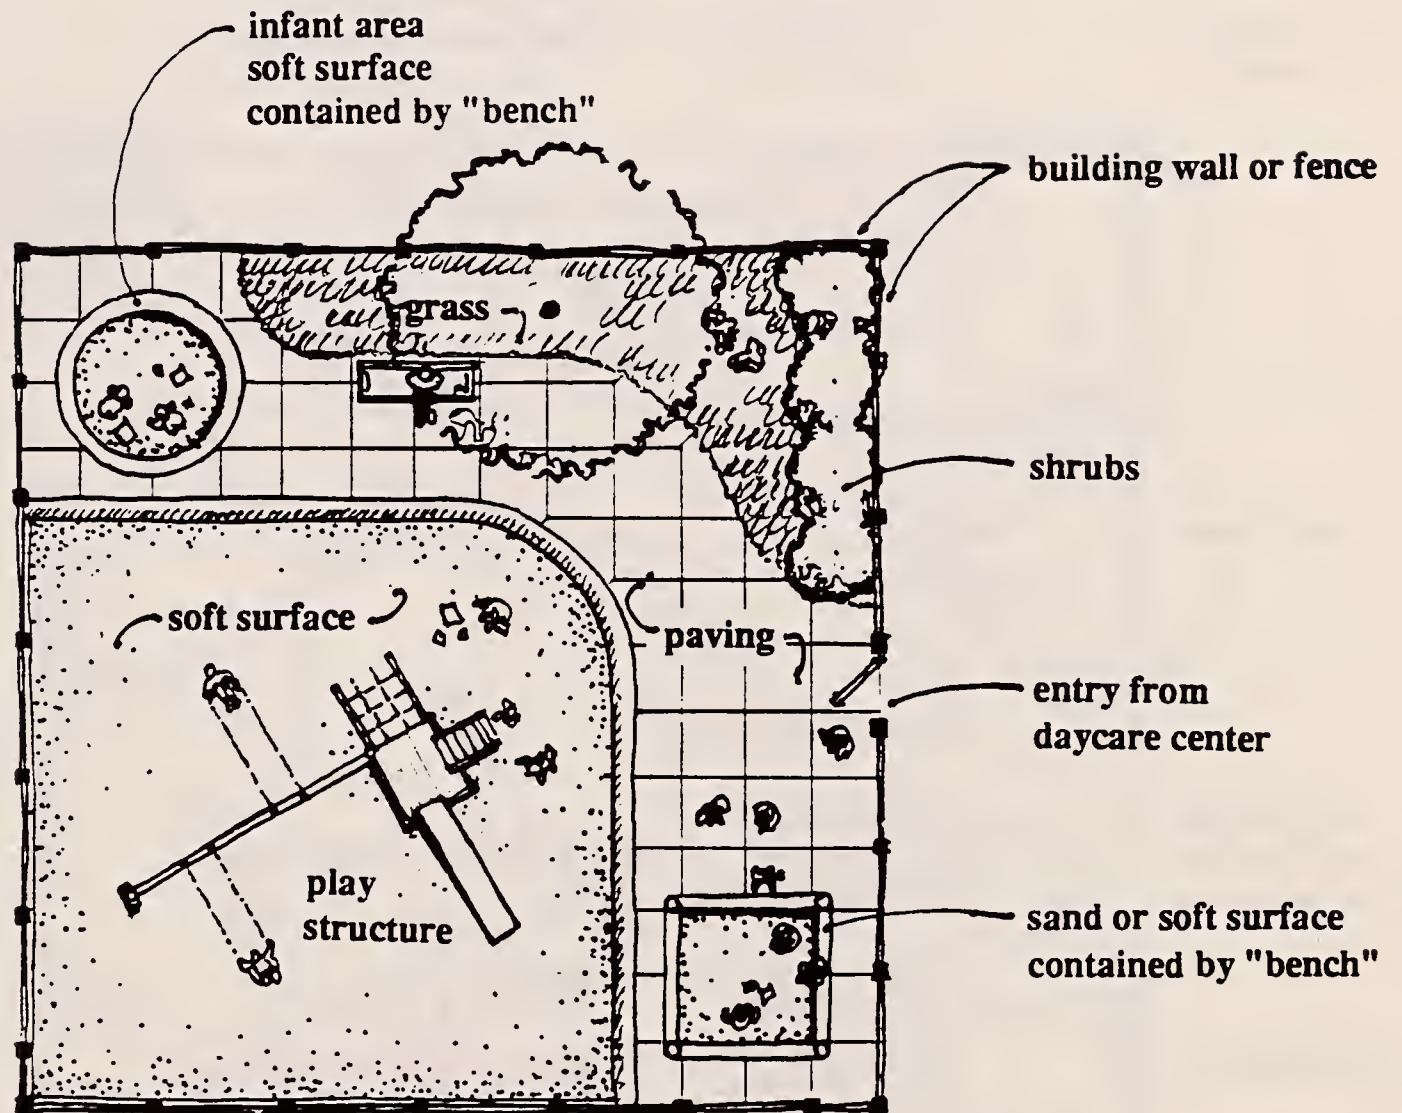 infant area
soft surface
contained by "bench"
building wall or fence
grass
shrubs
soft surface
paving
entry from
daycare center
play
structure
sand or soft surface
contained by "bench"